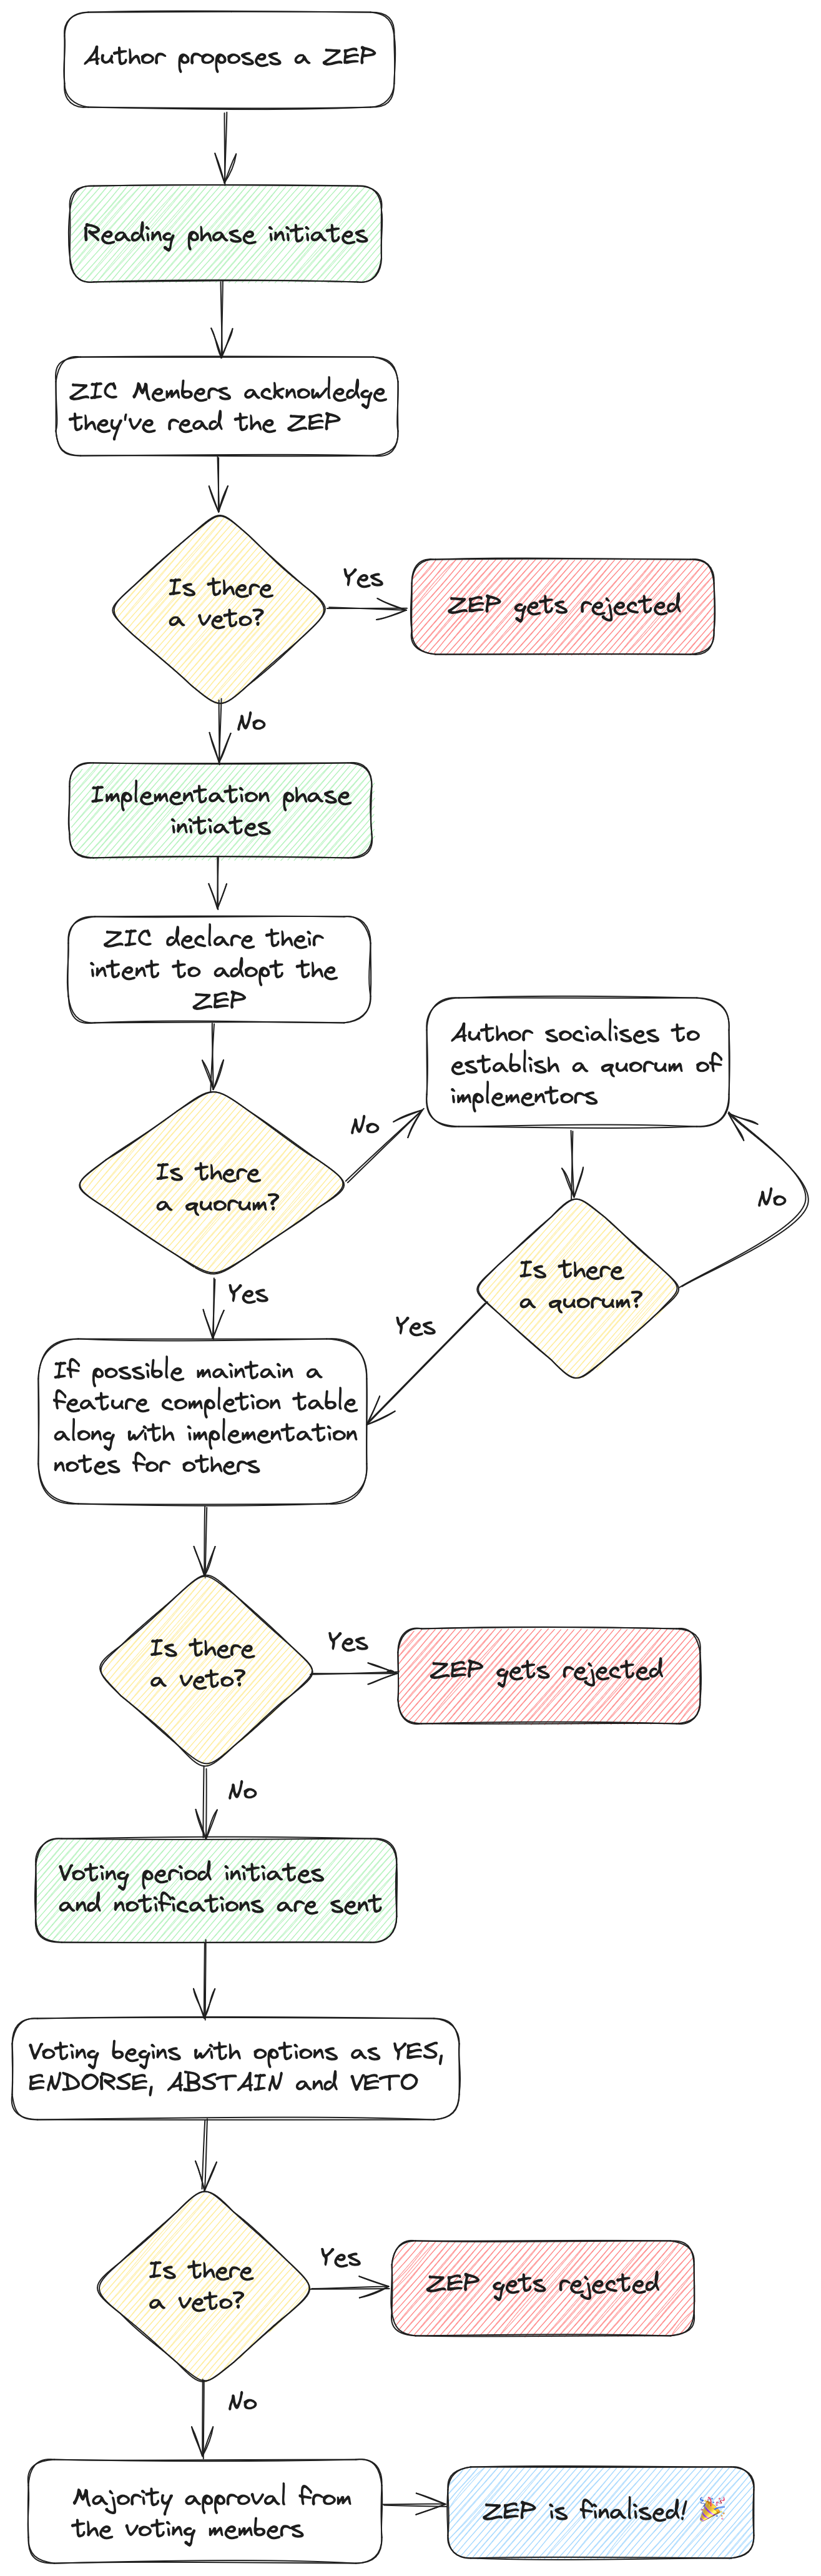 Author proposes a ZEP
Reading phase initiates
ZIC Members acknowledge
they've read the ZEP
Is there
a veto?
Yes
ZEP gets rejected
No
Implementation phase
initiates
ZIC declare their
intent to adopt the
ZEP
Author socialises to
establish a quorum of
implementors
No
Is there
a quorum?
No
Is there
a quorum?
Yes
Yes
If possible maintain a
feature completion table
along with implementation
notes for others
Is there
a veto?
Yes
ZEP gets rejected
No
Voting period initiates
and notifications are sent
Voting begins with options as YES,
ENDORSE, ABSTAIN and VETO
Is there
a veto?
Yes
ZEP gets rejected
No
Majority approval from
the voting members
ZEP is finalised! 🎉